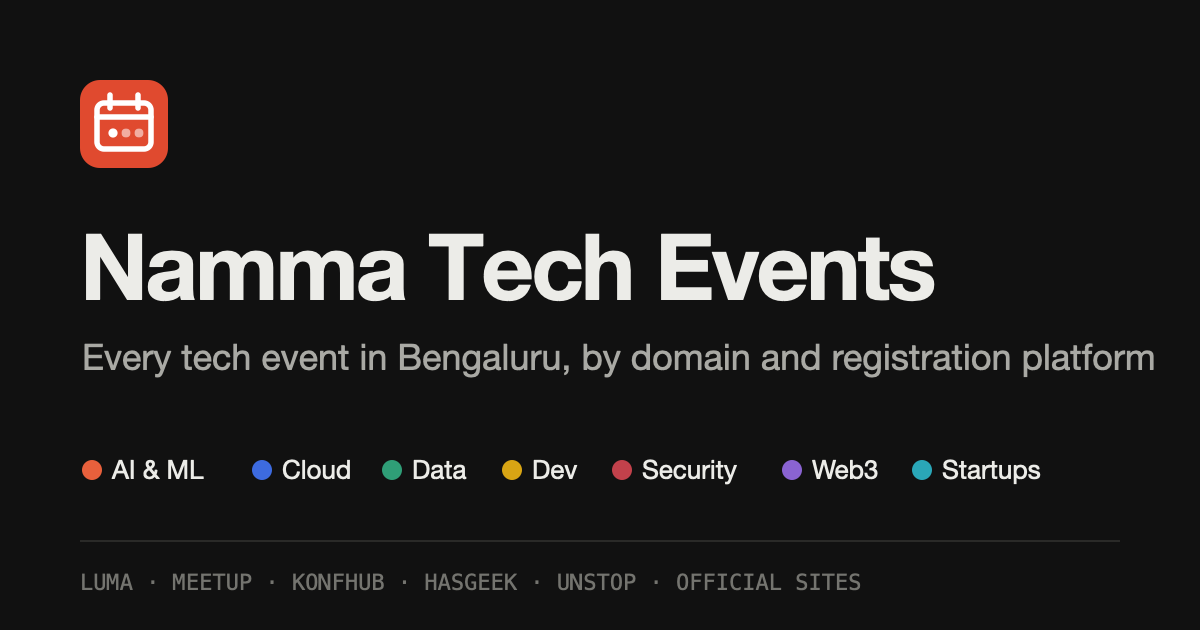 Namma Tech Events
Every tech event in Bengaluru, by domain and registration platform
AI & ML Cloud Data Dev Security Web3 Startups
LUMA · MEETUP · KONFHUB · HASGEEK · UNSTOP · OFFICIAL SITES